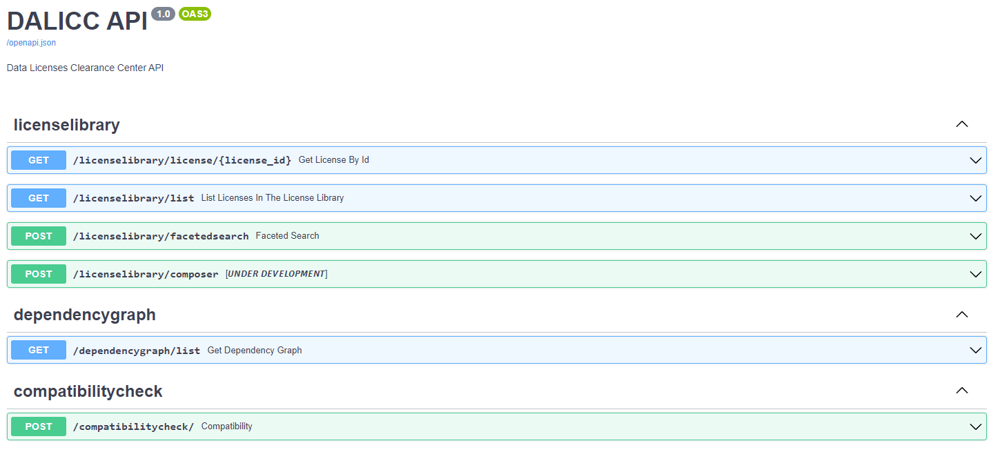 DALICC API 1.0 OAS3
/openapi.json
Data Licenses Clearance Center API
licenselibrary
GET /licenselibrary/license/{license_id} Get License By Id
GET /licenselibrary/list List Licenses In The License Library
POST /licenselibrary/facetedsearch Faceted Search
POST /licenselibrary/composer [UNDER DEVELOPMENT]
dependencygraph
GET /dependencygraph/list Get Dependency Graph
compatibilitycheck
POST /compatibilitycheck/ Compatibility